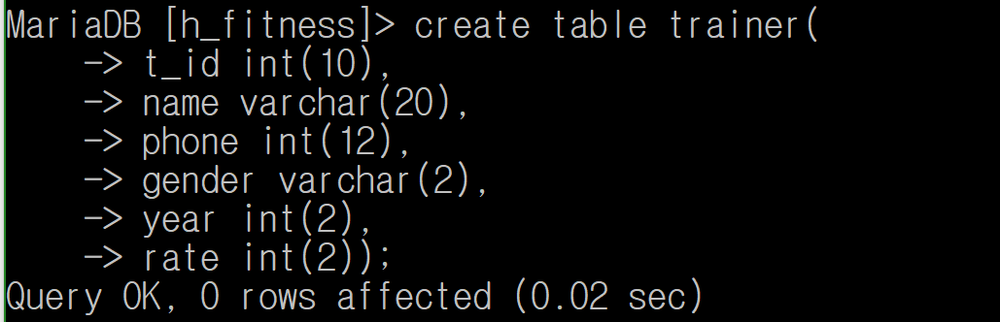 MariaDB [h_fitness]> create table trainer(
-> t_id int(10),
-> name varchar(20),
-> phone int(12),
-> gender varchar(2),
-> year int(2),
-> rate int(2));
Query OK, 0 rows affected (0.02 sec)